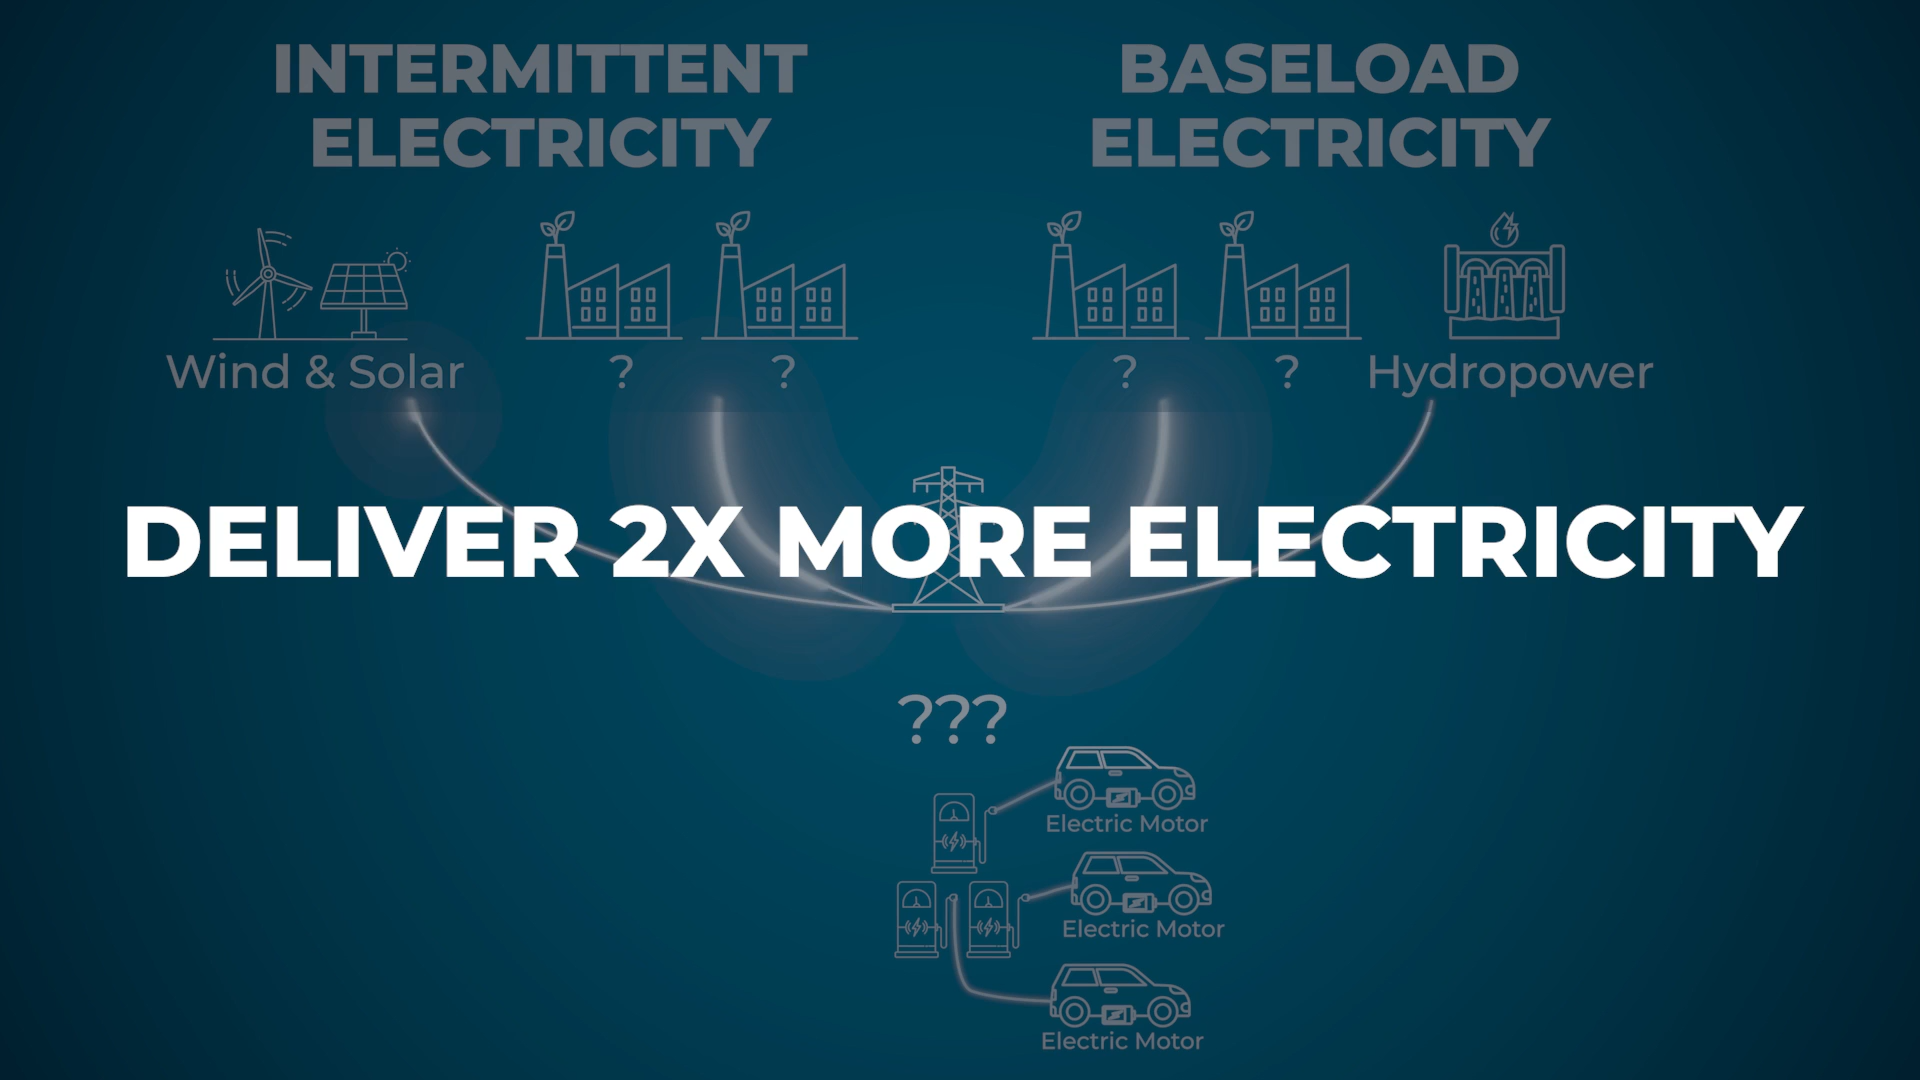 INTERMITTENT
ELECTRICITY
BASELOAD
ELECTRICITY
Wind & Solar
?
?
?
?
Hydropower
DELIVER 2X MORE ELECTRICITY
???
Electric Motor
Electric Motor
Electric Motor